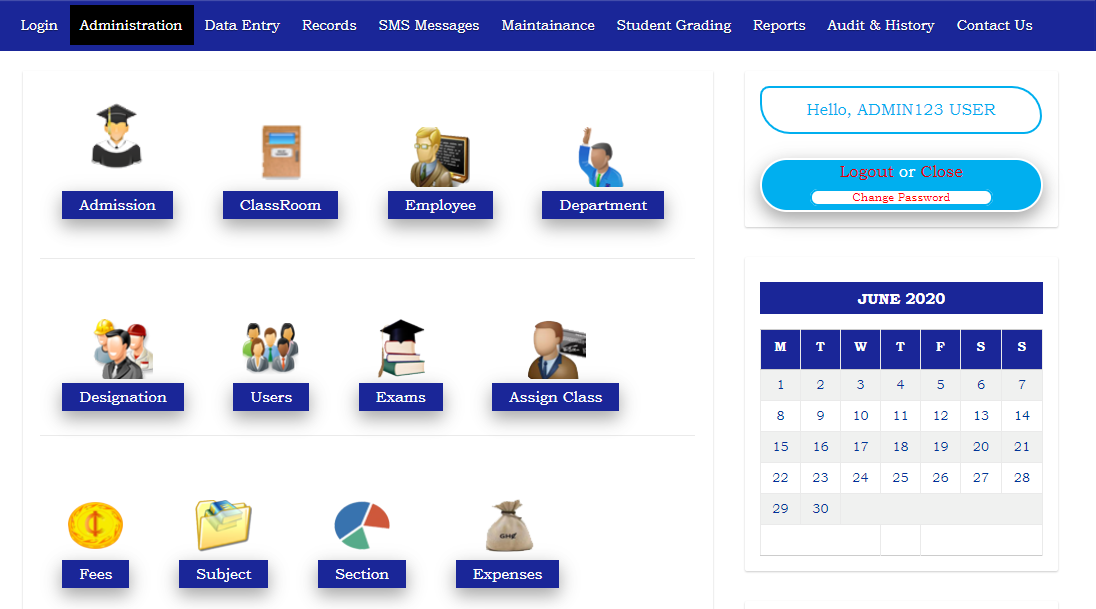 Login Administration Data Entry Records SMS Messages Maintainance Student Grading Reports Audit & History Contact Us
Admission ClassRoom Employee Department
Designation Users Exams Assign Class
GH₵
Fees Subject Section Expenses
Hello, ADMIN123 USER
Logout or Close
Change Password
JUNE 2020
M T W T F S S
1 2 3 4 5 6 7
8 9 10 11 12 13 14
15 16 17 18 19 20 21
22 23 24 25 26 27 28
29 30